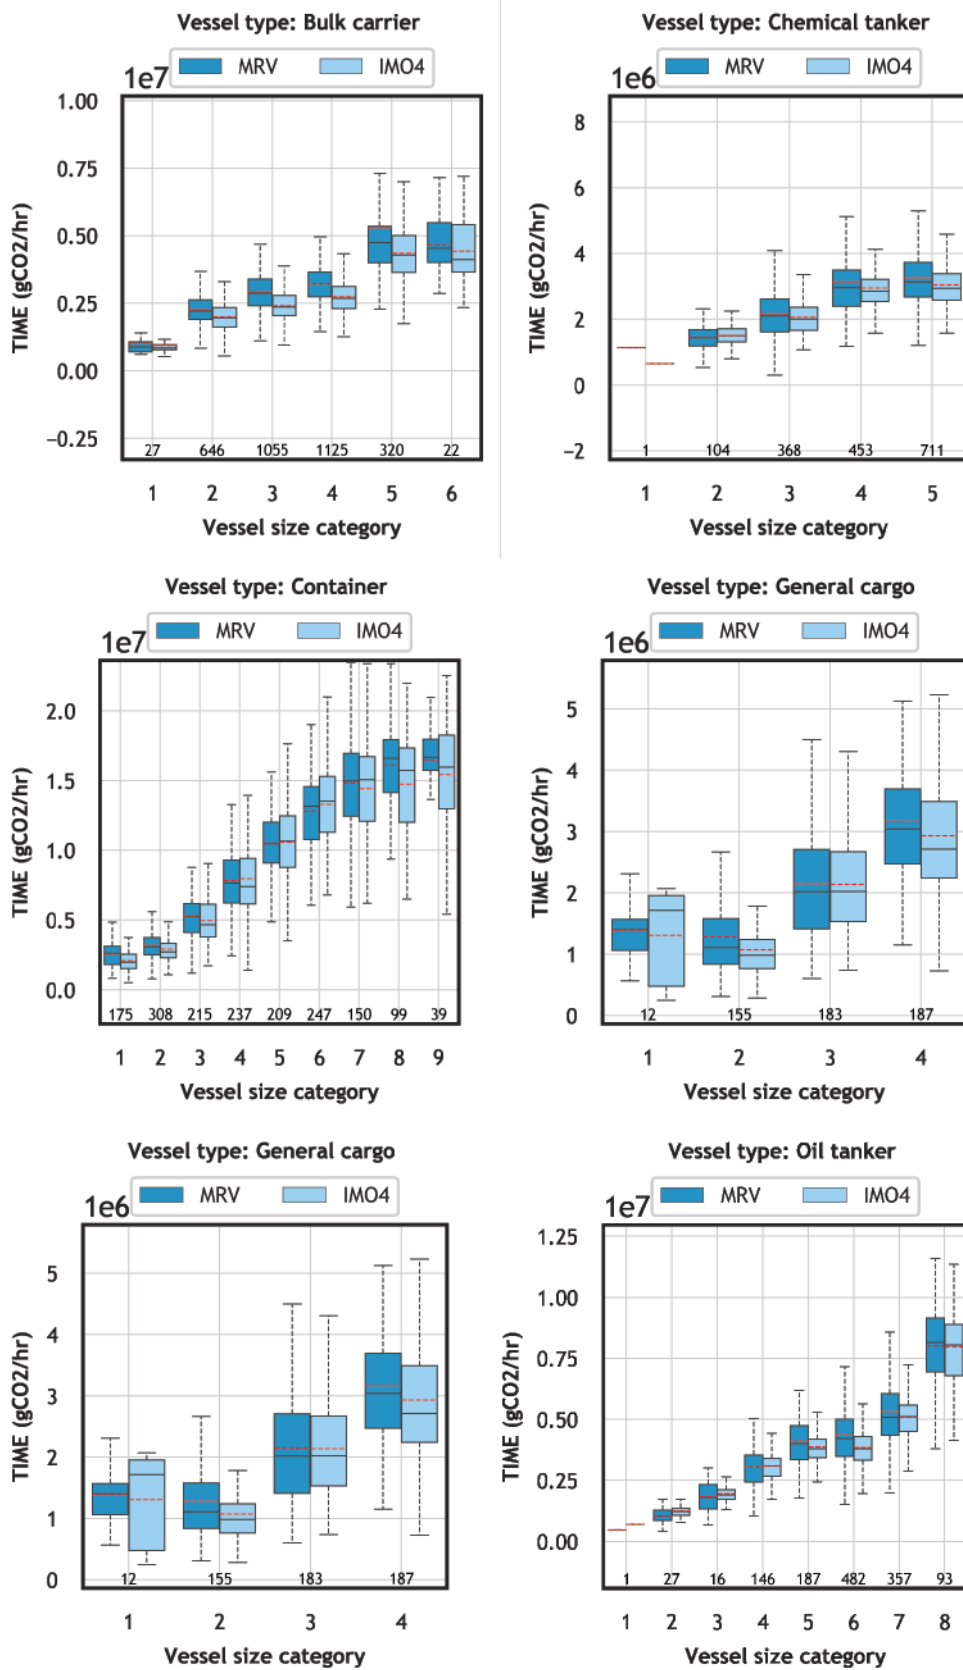 Vessel type: Bulk carrier
1e7
MRV IMO4
1.00
0.75
0.50
0.25
0.00
−0.25
TIME (gCO2/hr)
27 646 1055 1125 320 22
1 2 3 4 5 6
Vessel size category
Vessel type: Chemical tanker
1e6
MRV IMO4
8
6
4
2
0
−2
TIME (gCO2/hr)
1 104 368 453 711
1 2 3 4 5
Vessel size category
Vessel type: Container
1e7
MRV IMO4
2.0
1.5
1.0
0.5
0.0
TIME (gCO2/hr)
175 308 215 237 209 247 150 99 39
1 2 3 4 5 6 7 8 9
Vessel size category
Vessel type: General cargo
1e6
MRV IMO4
5
4
3
2
1
0
TIME (gCO2/hr)
12 155 183 187
1 2 3 4
Vessel size category
Vessel type: General cargo
1e6
MRV IMO4
5
4
3
2
1
0
TIME (gCO2/hr)
12 155 183 187
1 2 3 4
Vessel size category
Vessel type: Oil tanker
1e7
MRV IMO4
1.25
1.00
0.75
0.50
0.25
0.00
TIME (gCO2/hr)
1 27 16 146 187 482 357 93
1 2 3 4 5 6 7 8
Vessel size category